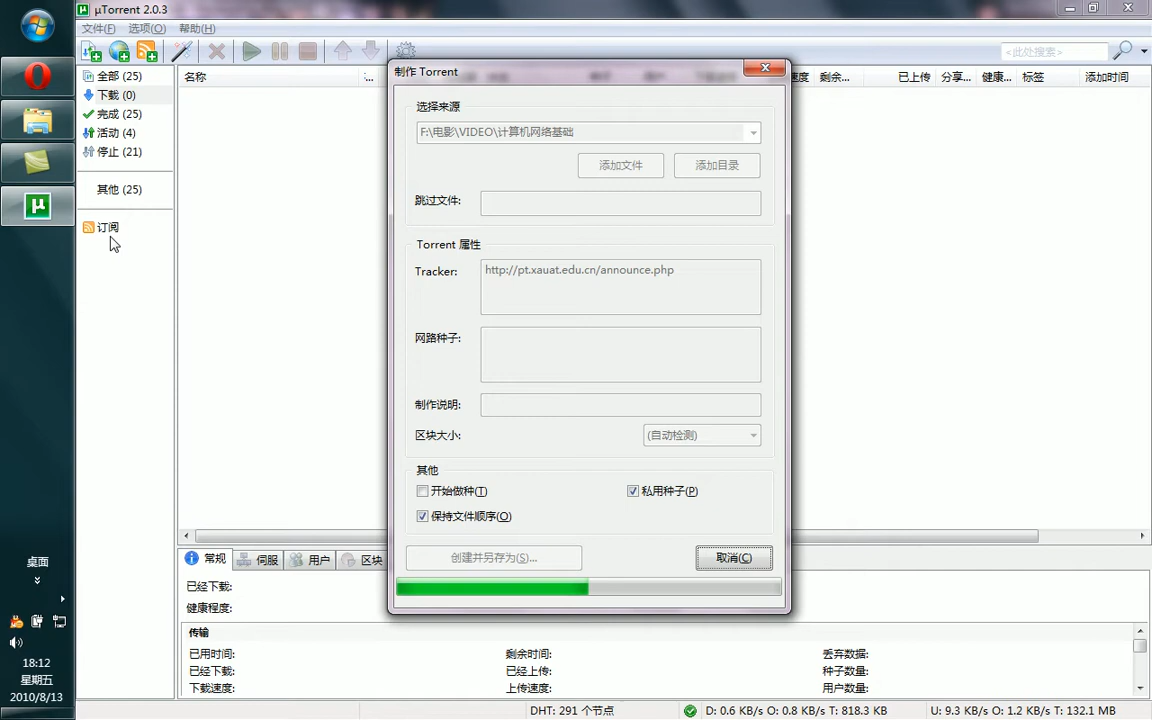 µTorrent 2.0.3
文件(F) 选项(O) 帮助(H)
<此处搜索>
全部 (25)
下载 (0)
完成 (25)
活动 (4)
停止 (21)
其他 (25)
订阅
名称 ...
速度 剩余... 已上传 分享... 健康... 标签 添加时间
制作 Torrent
选择来源
F:\电影\VIDEO\计算机网络基础
添加文件 添加目录
跳过文件:
Torrent 属性
Tracker: http://pt.xauat.edu.cn/announce.php
网路种子:
制作说明:
区块大小: (自动检测)
其他
开始做种(T) 私用种子(P)
保持文件顺序(O)
创建并另存为(S)... 取消(C)
常规 伺服 用户 区块
已经下载:
健康程度:
传输
已用时间: 剩余时间: 丢弃数据:
已经下载: 已经上传: 种子数量:
下载速度: 上传速度: 用户数量:
DHT: 291 个节点 D: 0.6 KB/s O: 0.8 KB/s T: 818.3 KB U: 9.3 KB/s O: 1.2 KB/s T: 132.1 MB
桌面
18:12
星期五
2010/8/13